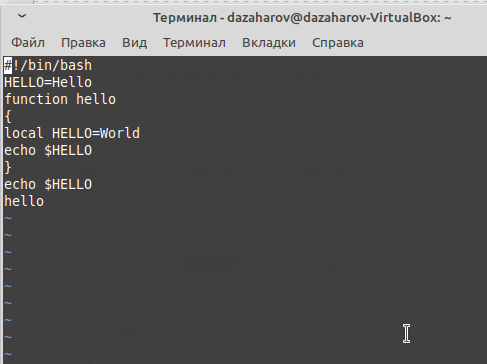 Терминал - dazaharov@dazaharov-VirtualBox: ~
Файл Правка Вид Терминал Вкладки Справка
#!/bin/bash
HELLO=Hello
function hello
{
local HELLO=World
echo $HELLO
}
echo $HELLO
hello
~
~
~
~
~
~
~
~
~